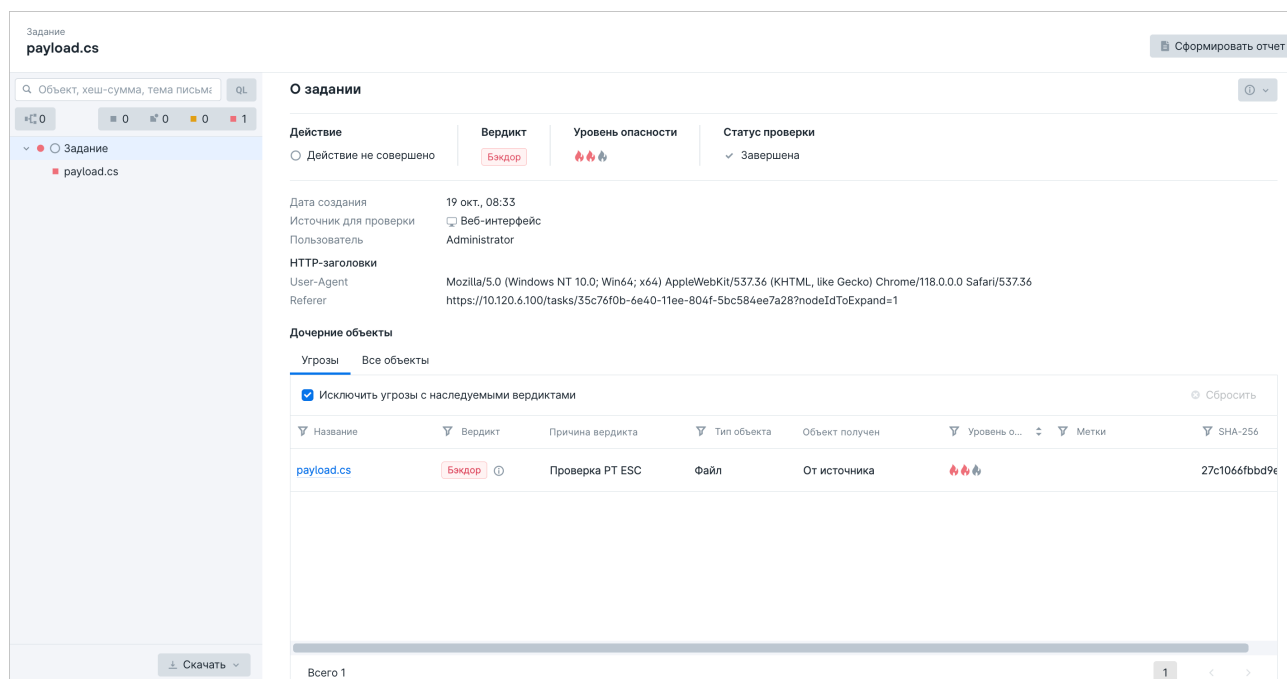 Задание
payload.cs
Сформировать отчет
Объект, хеш-сумма, тема письма
QL
0
0
0
0
1
Задание
payload.cs
Скачать
О задании
Действие
Вердикт
Уровень опасности
Статус проверки
Действие не совершено
Бэкдор
Завершена
Дата создания
19 окт., 08:33
Источник для проверки
Веб-интерфейс
Пользователь
Administrator
HTTP-заголовки
User-Agent
Mozilla/5.0 (Windows NT 10.0; Win64; x64) AppleWebKit/537.36 (KHTML, like Gecko) Chrome/118.0.0.0 Safari/537.36
Referer
https://10.120.6.100/tasks/35c76f0b-6e40-11ee-804f-5bc584ee7a28?nodeIdToExpand=1
Дочерние объекты
Угрозы
Все объекты
Исключить угрозы с наследуемыми вердиктами
Сбросить
Название
Вердикт
Причина вердикта
Тип объекта
Объект получен
Уровень о...
Метки
SHA-256
payload.cs
Бэкдор
Проверка PT ESC
Файл
От источника
27c1066fbbd9e
Всего 1
1